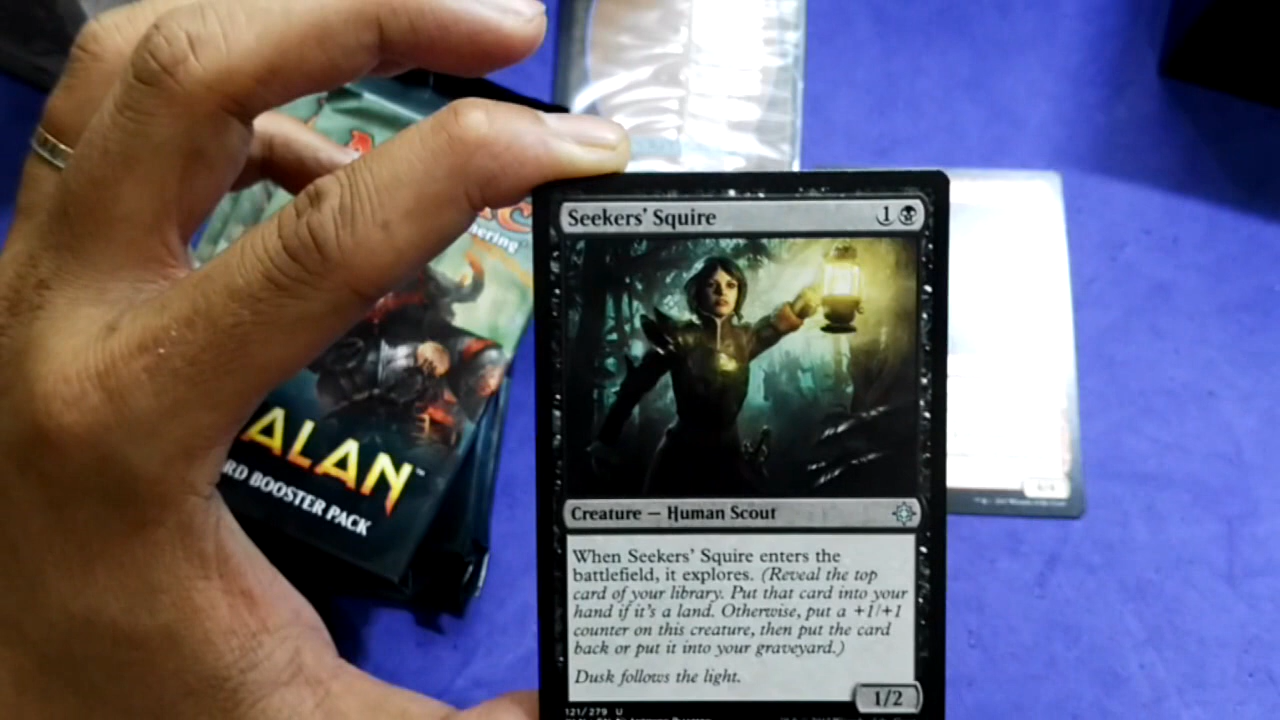 Seekers' Squire 1
Creature — Human Scout
When Seekers' Squire enters the
battlefield, it explores. (Reveal the top
card of your library. Put that card into your
hand if it's a land. Otherwise, put a +1/+1
counter on this creature, then put the card
back or put it into your graveyard.)
Dusk follows the light.
1/2
121/279 U
ALAN™
RD BOOSTER PACK
hering